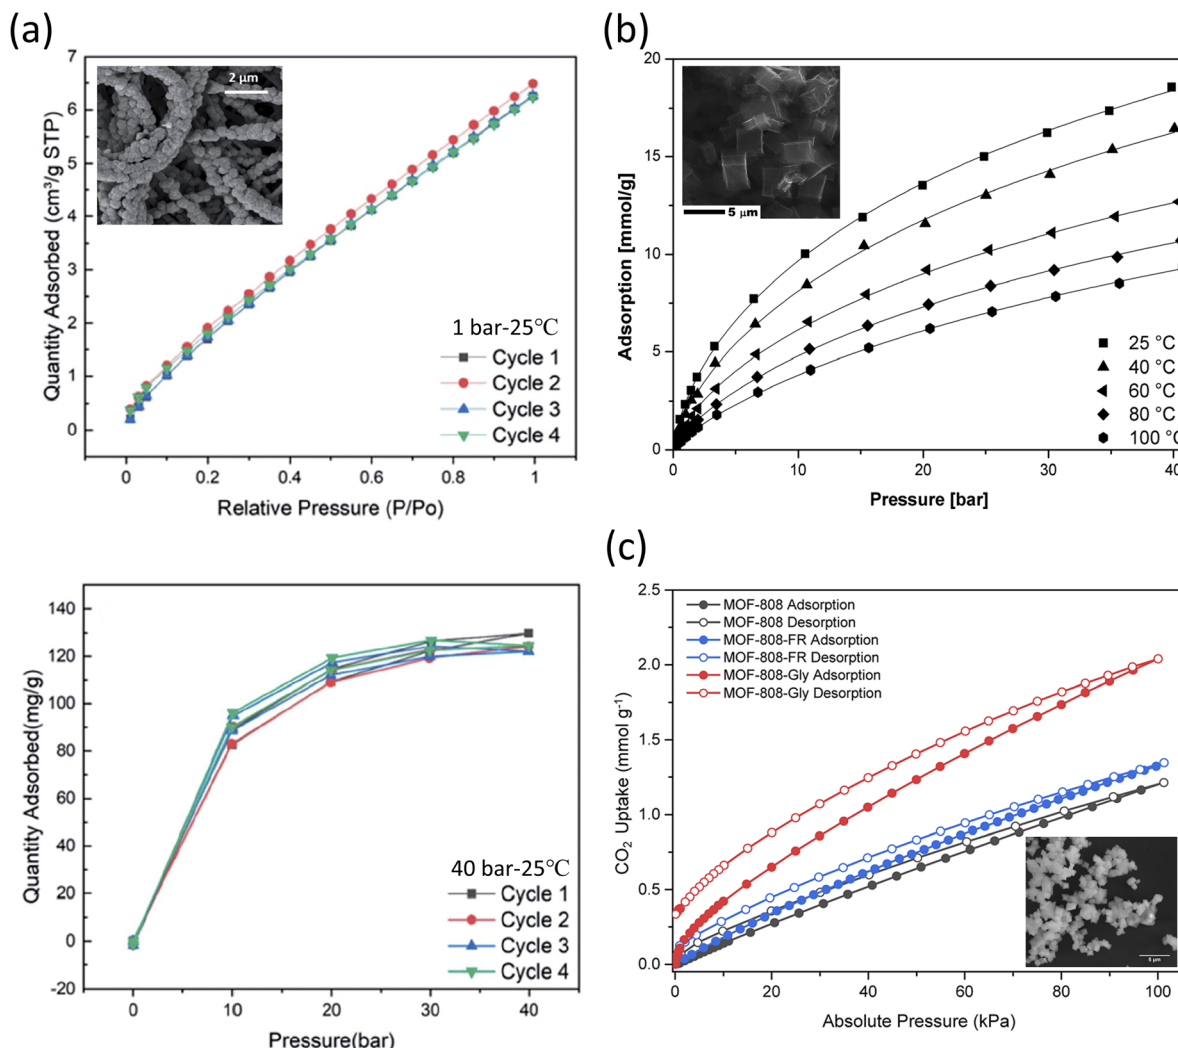 (a)
7
6
5
4
3
2
1
0
Quantity Adsorbed (cm³/g STP)
2 μm
1 bar-25℃
Cycle 1
Cycle 2
Cycle 3
Cycle 4
0
0.2
0.4
0.6
0.8
1
Relative Pressure (P/Po)
(b)
20
15
10
5
0
Adsorption [mmol/g]
5 μm
25 °C
40 °C
60 °C
80 °C
100 °C
0
10
20
30
40
Pressure [bar]
140
120
100
80
60
40
20
0
-20
Quantity Adsorbed(mg/g)
40 bar-25℃
Cycle 1
Cycle 2
Cycle 3
Cycle 4
0
10
20
30
40
Pressure(bar)
(c)
2.5
2.0
1.5
1.0
0.5
0.0
CO₂ Uptake (mmol g⁻¹)
MOF-808 Adsorption
MOF-808 Desorption
MOF-808-FR Adsorption
MOF-808-FR Desorption
MOF-808-Gly Adsorption
MOF-808-Gly Desorption
5 μm
0
20
40
60
80
100
Absolute Pressure (kPa)